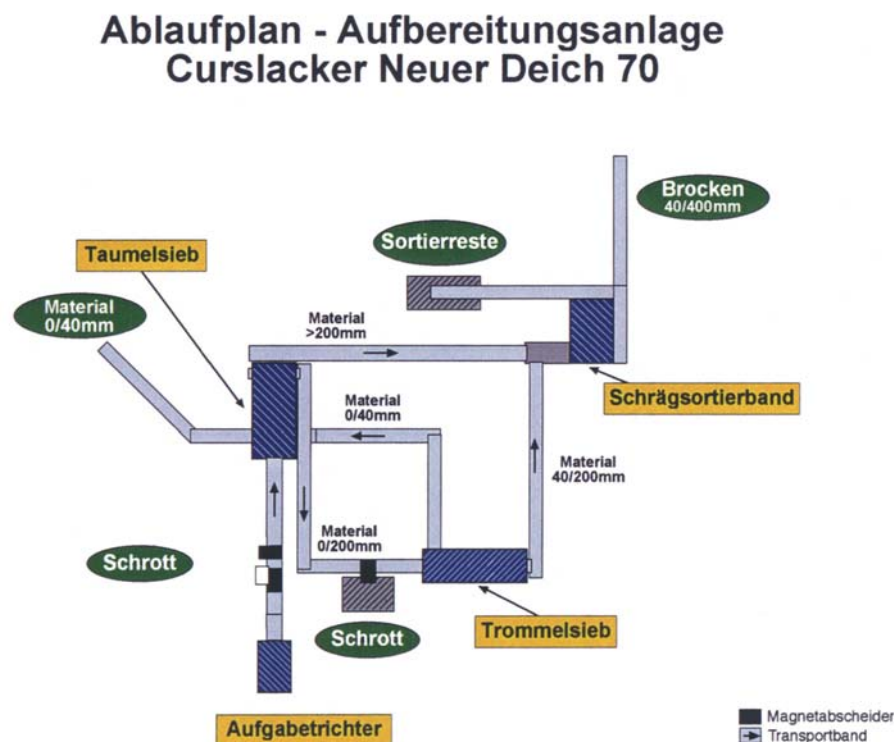 Ablaufplan - Aufbereitungsanlage
Curslacker Neuer Deich 70
Brocken
40/400mm
Sortierreste
Taumelsieb
Material
0/40mm
Material
>200mm
Schrägsortierband
Material
0/40mm
Material
40/200mm
Material
0/200mm
Schrott
Schrott
Trommelsieb
Aufgabetrichter
Magnetabscheider
Transportband